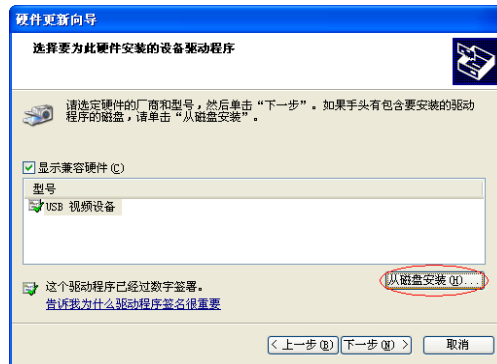 硬件更新向导
选择要为此硬件安装的设备驱动程序
请选定硬件的厂商和型号，然后单击“下一步”。如果手头有包含要安装的驱动
程序的磁盘，请单击“从磁盘安装”。
显示兼容硬件(C)
型号
USB 视频设备
从磁盘安装(H)...
这个驱动程序已经过数字签署。
告诉我为什么驱动程序签名很重要
< 上一步(B) 下一步(N) > 取消